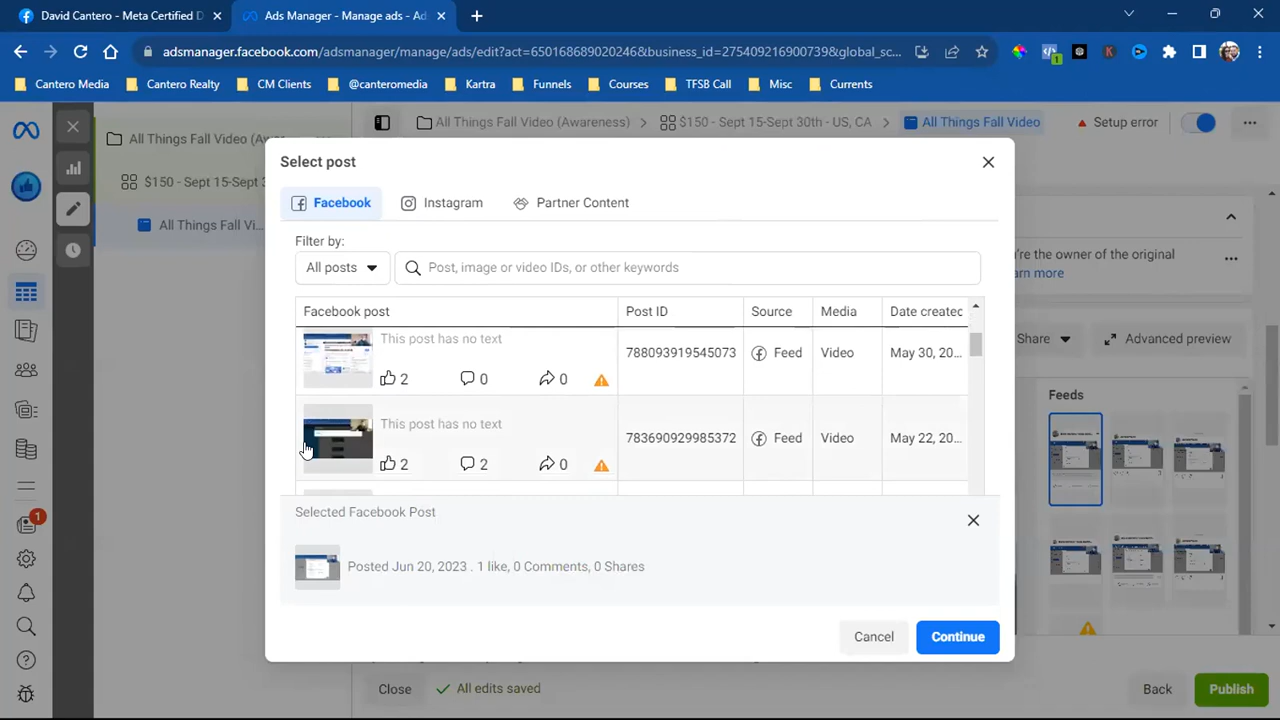 David Cantero - Meta Certified D
Ads Manager - Manage ads - Ad
adsmanager.facebook.com/adsmanager/manage/ads/edit?act=650168689020246&business_id=275409216900739&global_sc...
1
Cantero Media
Cantero Realty
CM Clients
@canteromedia
Kartra
Funnels
Courses
TFSB Call
Misc
Currents
All Things Fall Video (Awa
All Things Fall Video (Awareness)
$150 - Sept 15-Sept 30th - US, CA
All Things Fall Video
Setup error
$150 - Sept 15-Sept 3
All Things Fall Vi...
Select post
Facebook
Instagram
Partner Content
Filter by:
All posts
Post, image or video IDs, or other keywords
Facebook post
Post ID
Source
Media
Date created
This post has no text
2
0
0
788093919545073
Feed
Video
May 30, 20...
This post has no text
2
2
0
783690929985372
Feed
Video
May 22, 20...
Selected Facebook Post
Posted Jun 20, 2023 . 1 like, 0 Comments, 0 Shares
Cancel
Continue
're the owner of the original
arn more
Share
Advanced preview
Feeds
1
Close
All edits saved
Back
Publish